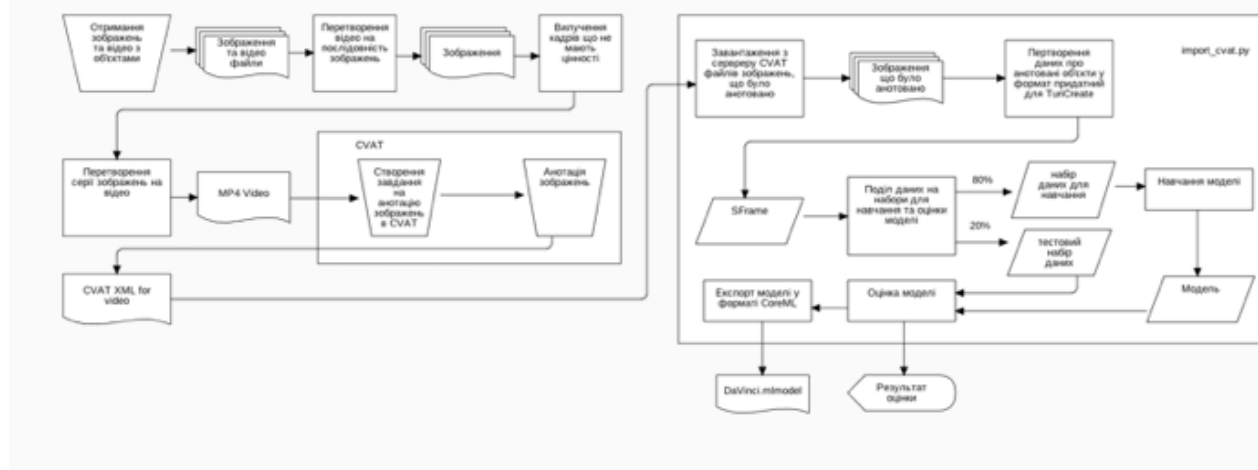 Отримання
зображень
та відео з
об'єктами
Зображення
та відео
файли
Перетворення
відео на
послідовність
зображень
Зображення
Вилучення
кадрів що не
мають
цінності
Перетворення
серії зображень на
відео
MP4 Video
CVAT
Створення
завдання
на
анотацію
зображень
в CVAT
Анотація
зображень
CVAT XML for
video
import_cvat.py
Завантаження з
серверу CVAT
файлів зображень,
що було
анотовано
Зображення
що було
анотовано
Пертворення
даних про
анотовані об'єкти у
формат придатний
для TuriCreate
SFrame
Поділ даних на
набори для
навчання та оцінки
моделі
80%
20%
набір
даних для
навчання
тестовий
набір
даних
Навчання моделі
Модель
Оцінка моделі
Експорт моделі у
форматі CoreML
DaVinci.mlmodel
Результат
оцінки